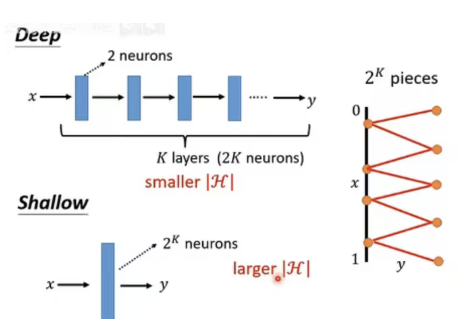 Deep
2 neurons
x
y
K layers (2K neurons)
smaller |ℋ|
2^K pieces
0
x
1
y
Shallow
2^K neurons
larger |ℋ|
x
y